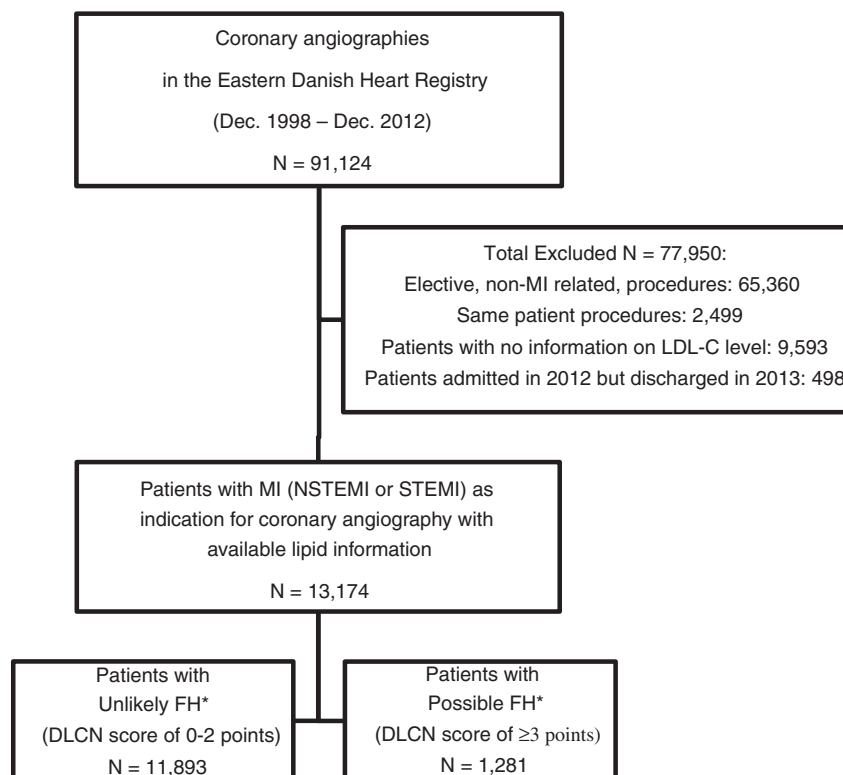 Coronary angiographies
in the Eastern Danish Heart Registry
(Dec. 1998 – Dec. 2012)
N = 91,124
Total Excluded N = 77,950:
Elective, non-MI related, procedures: 65,360
Same patient procedures: 2,499
Patients with no information on LDL-C level: 9,593
Patients admitted in 2012 but discharged in 2013: 498
Patients with MI (NSTEMI or STEMI) as
indication for coronary angiography with
available lipid information
N = 13,174
Patients with
Unlikely FH*
(DLCN score of 0-2 points)
N = 11,893
Patients with
Possible FH*
(DLCN score of ≥3 points)
N = 1,281